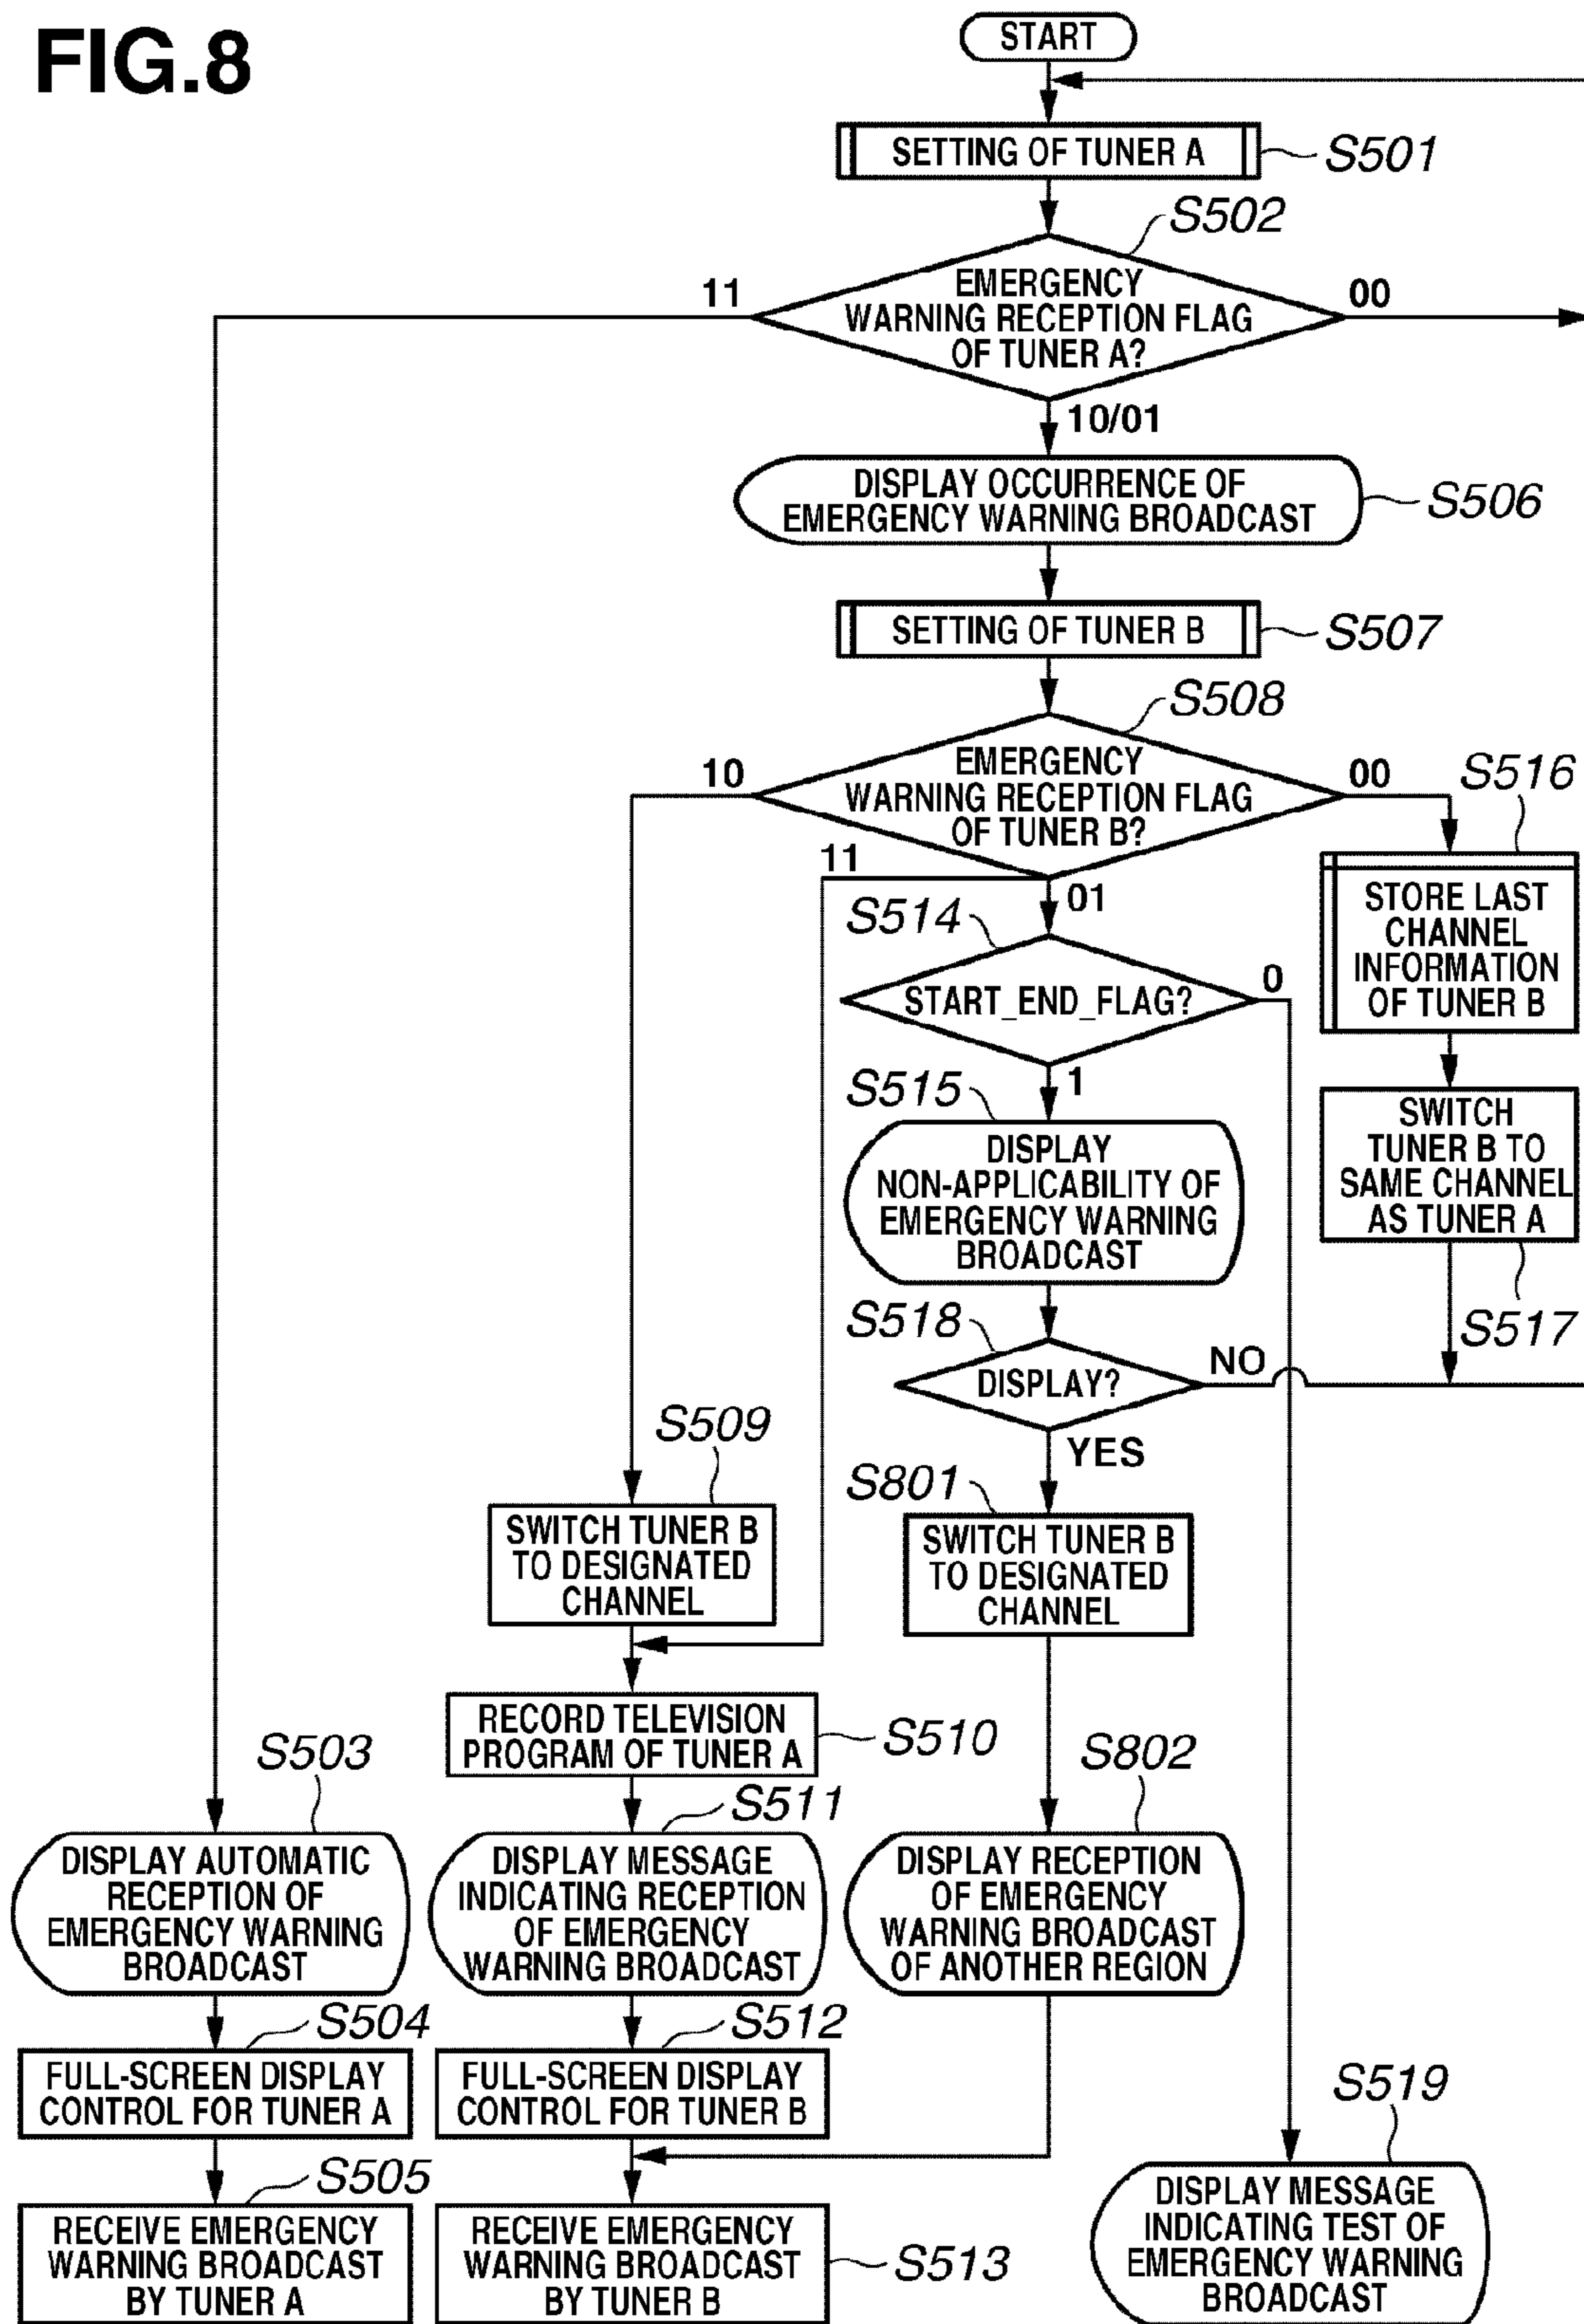 FIG.8
START
SETTING OF TUNER A
S501
S502
EMERGENCY
WARNING RECEPTION FLAG
OF TUNER A?
11
00
10/01
DISPLAY OCCURRENCE OF
EMERGENCY WARNING BROADCAST
S506
SETTING OF TUNER B
S507
S508
EMERGENCY
WARNING RECEPTION FLAG
OF TUNER B?
10
00
11
01
S516
STORE LAST
CHANNEL
INFORMATION
OF TUNER B
S514
START_END_FLAG?
0
1
SWITCH
TUNER B TO
SAME CHANNEL
AS TUNER A
S517
S515
DISPLAY
NON-APPLICABILITY OF
EMERGENCY WARNING
BROADCAST
S518
DISPLAY?
NO
YES
S509
SWITCH TUNER B
TO DESIGNATED
CHANNEL
S801
SWITCH TUNER B
TO DESIGNATED
CHANNEL
RECORD TELEVISION
PROGRAM OF TUNER A
S510
S503
DISPLAY AUTOMATIC
RECEPTION OF
EMERGENCY WARNING
BROADCAST
S511
DISPLAY MESSAGE
INDICATING RECEPTION
OF EMERGENCY
WARNING BROADCAST
S802
DISPLAY RECEPTION
OF EMERGENCY
WARNING BROADCAST
OF ANOTHER REGION
S504
FULL-SCREEN DISPLAY
CONTROL FOR TUNER A
S512
FULL-SCREEN DISPLAY
CONTROL FOR TUNER B
S505
RECEIVE EMERGENCY
WARNING BROADCAST
BY TUNER A
RECEIVE EMERGENCY
WARNING BROADCAST
BY TUNER B
S513
S519
DISPLAY MESSAGE
INDICATING TEST OF
EMERGENCY WARNING
BROADCAST